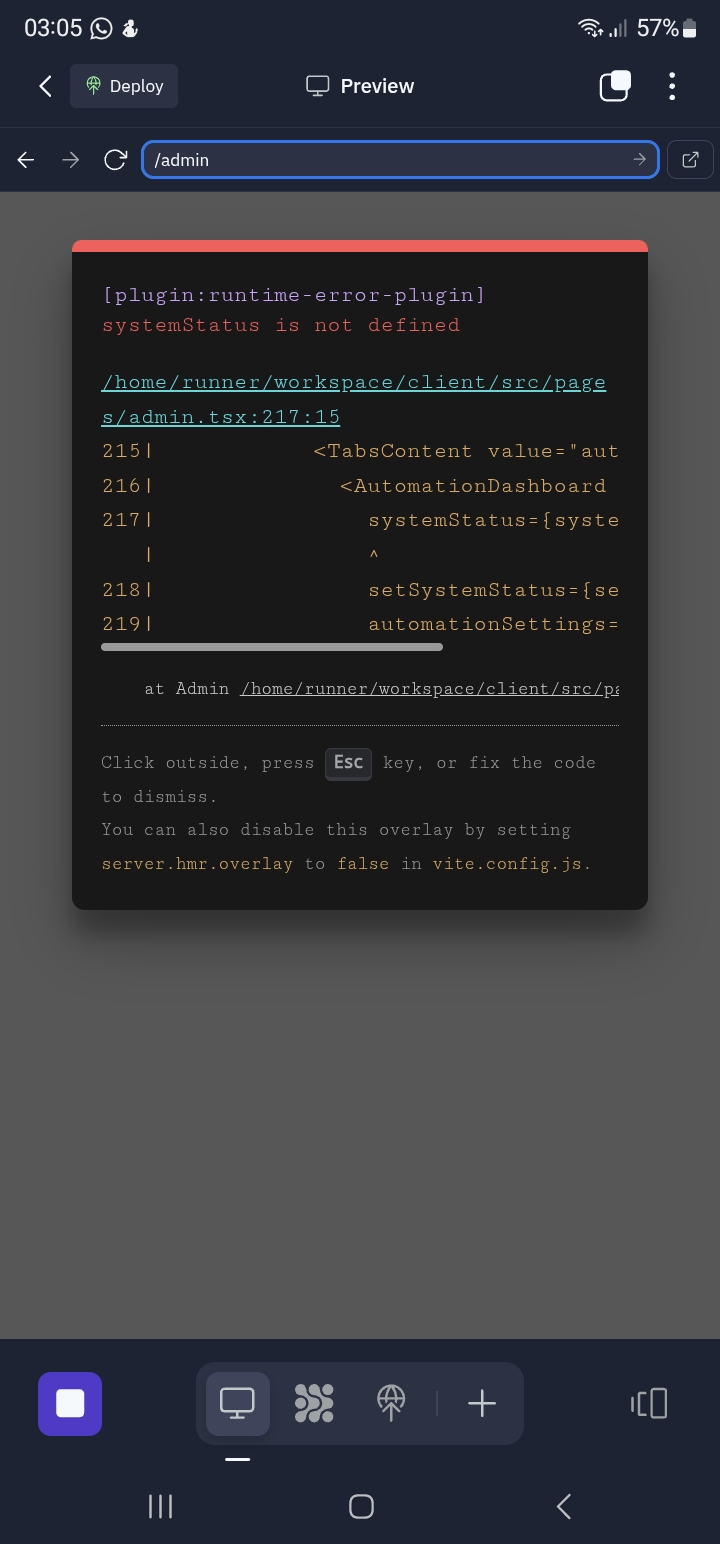 03:05 57%
Deploy Preview
/admin
[plugin:runtime-error-plugin]
systemStatus is not defined
/home/runner/workspace/client/src/page
s/admin.tsx:217:15
215| <TabsContent value="aut
216| <AutomationDashboard
217| systemStatus={syste
| ^
218| setSystemStatus={se
219| automationSettings=
at Admin /home/runner/workspace/client/src/pa
Click outside, press Esc key, or fix the code
to dismiss.
You can also disable this overlay by setting
server.hmr.overlay to false in vite.config.js.